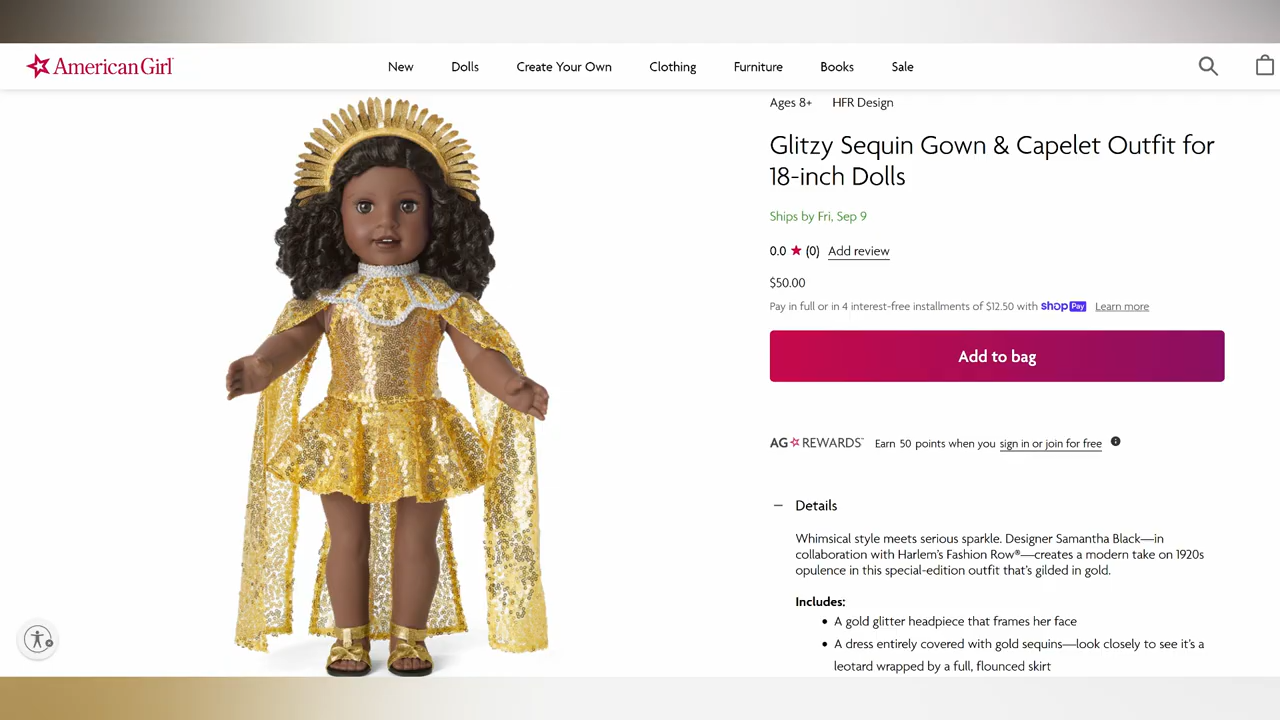 AmericanGirl
New Dolls Create Your Own Clothing Furniture Books Sale
Ages 8+ HFR Design
Glitzy Sequin Gown & Capelet Outfit for
18-inch Dolls
Ships by Fri, Sep 9
0.0 ★ (0) Add review
$50.00
Pay in full or in 4 interest-free installments of $12.50 with shop Pay Learn more
Add to bag
AG REWARDS™ Earn 50 points when you sign in or join for free
Details
Whimsical style meets serious sparkle. Designer Samantha Black—in
collaboration with Harlem's Fashion Row®—creates a modern take on 1920s
opulence in this special-edition outfit that's gilded in gold.
Includes:
• A gold glitter headpiece that frames her face
• A dress entirely covered with gold sequins—look closely to see it's a
leotard wrapped by a full, flounced skirt